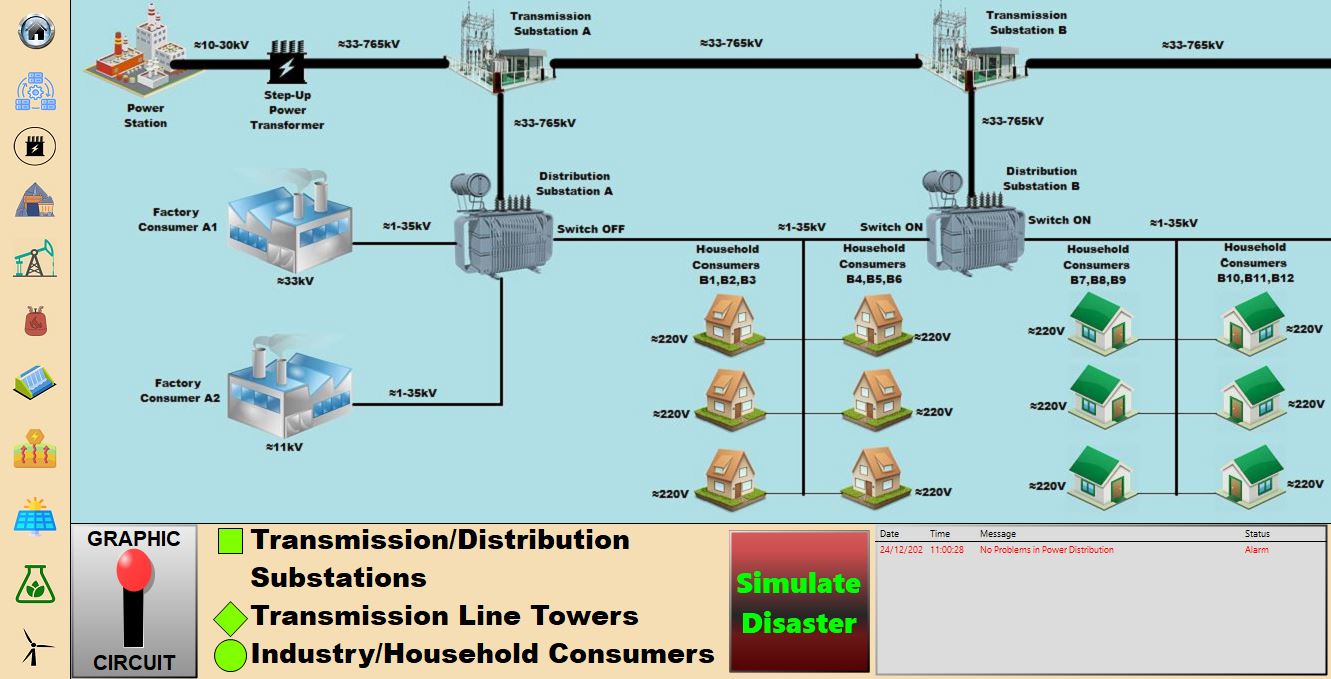 ≈10-30kV
≈33-765kV
Transmission
Substation A
≈33-765kV
Transmission
Substation B
≈33-765kV
Power
Station
Step-Up
Power
Transformer
≈33-765kV
≈33-765kV
Distribution
Substation A
Distribution
Substation B
Factory
Consumer A1
≈1-35kV
Switch OFF
≈1-35kV
Switch ON
Switch ON
≈1-35kV
≈33kV
Household
Consumers
B1,B2,B3
Household
Consumers
B4,B5,B6
Household
Consumers
B7,B8,B9
Household
Consumers
B10,B11,B12
≈220V
≈220V
≈220V
≈220V
Factory
Consumer A2
≈1-35kV
≈11kV
≈220V
≈220V
≈220V
≈220V
≈220V
≈220V
≈220V
≈220V
GRAPHIC
CIRCUIT
Transmission/Distribution
Substations
Transmission Line Towers
Industry/Household Consumers
Simulate
Disaster
Date Time Message Status
24/12/202 11:00:28 No Problems in Power Distribution Alarm